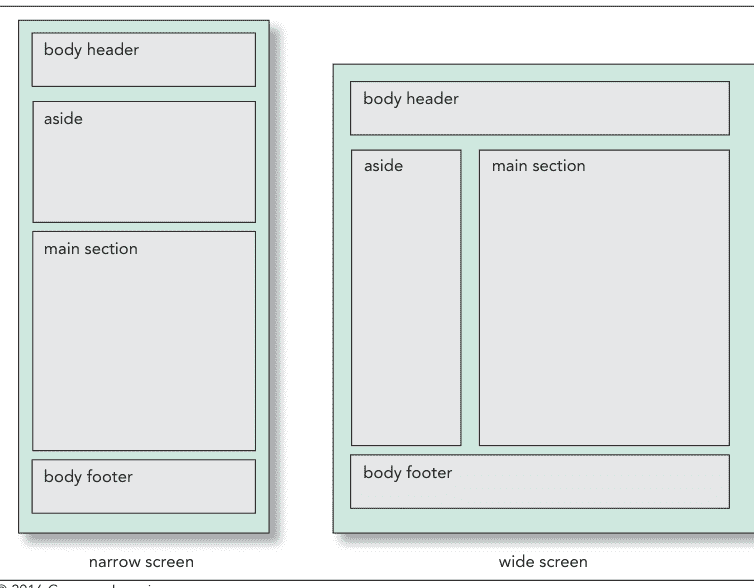 body header
aside
main section
body footer
narrow screen
body header
aside
main section
body footer
wide screen